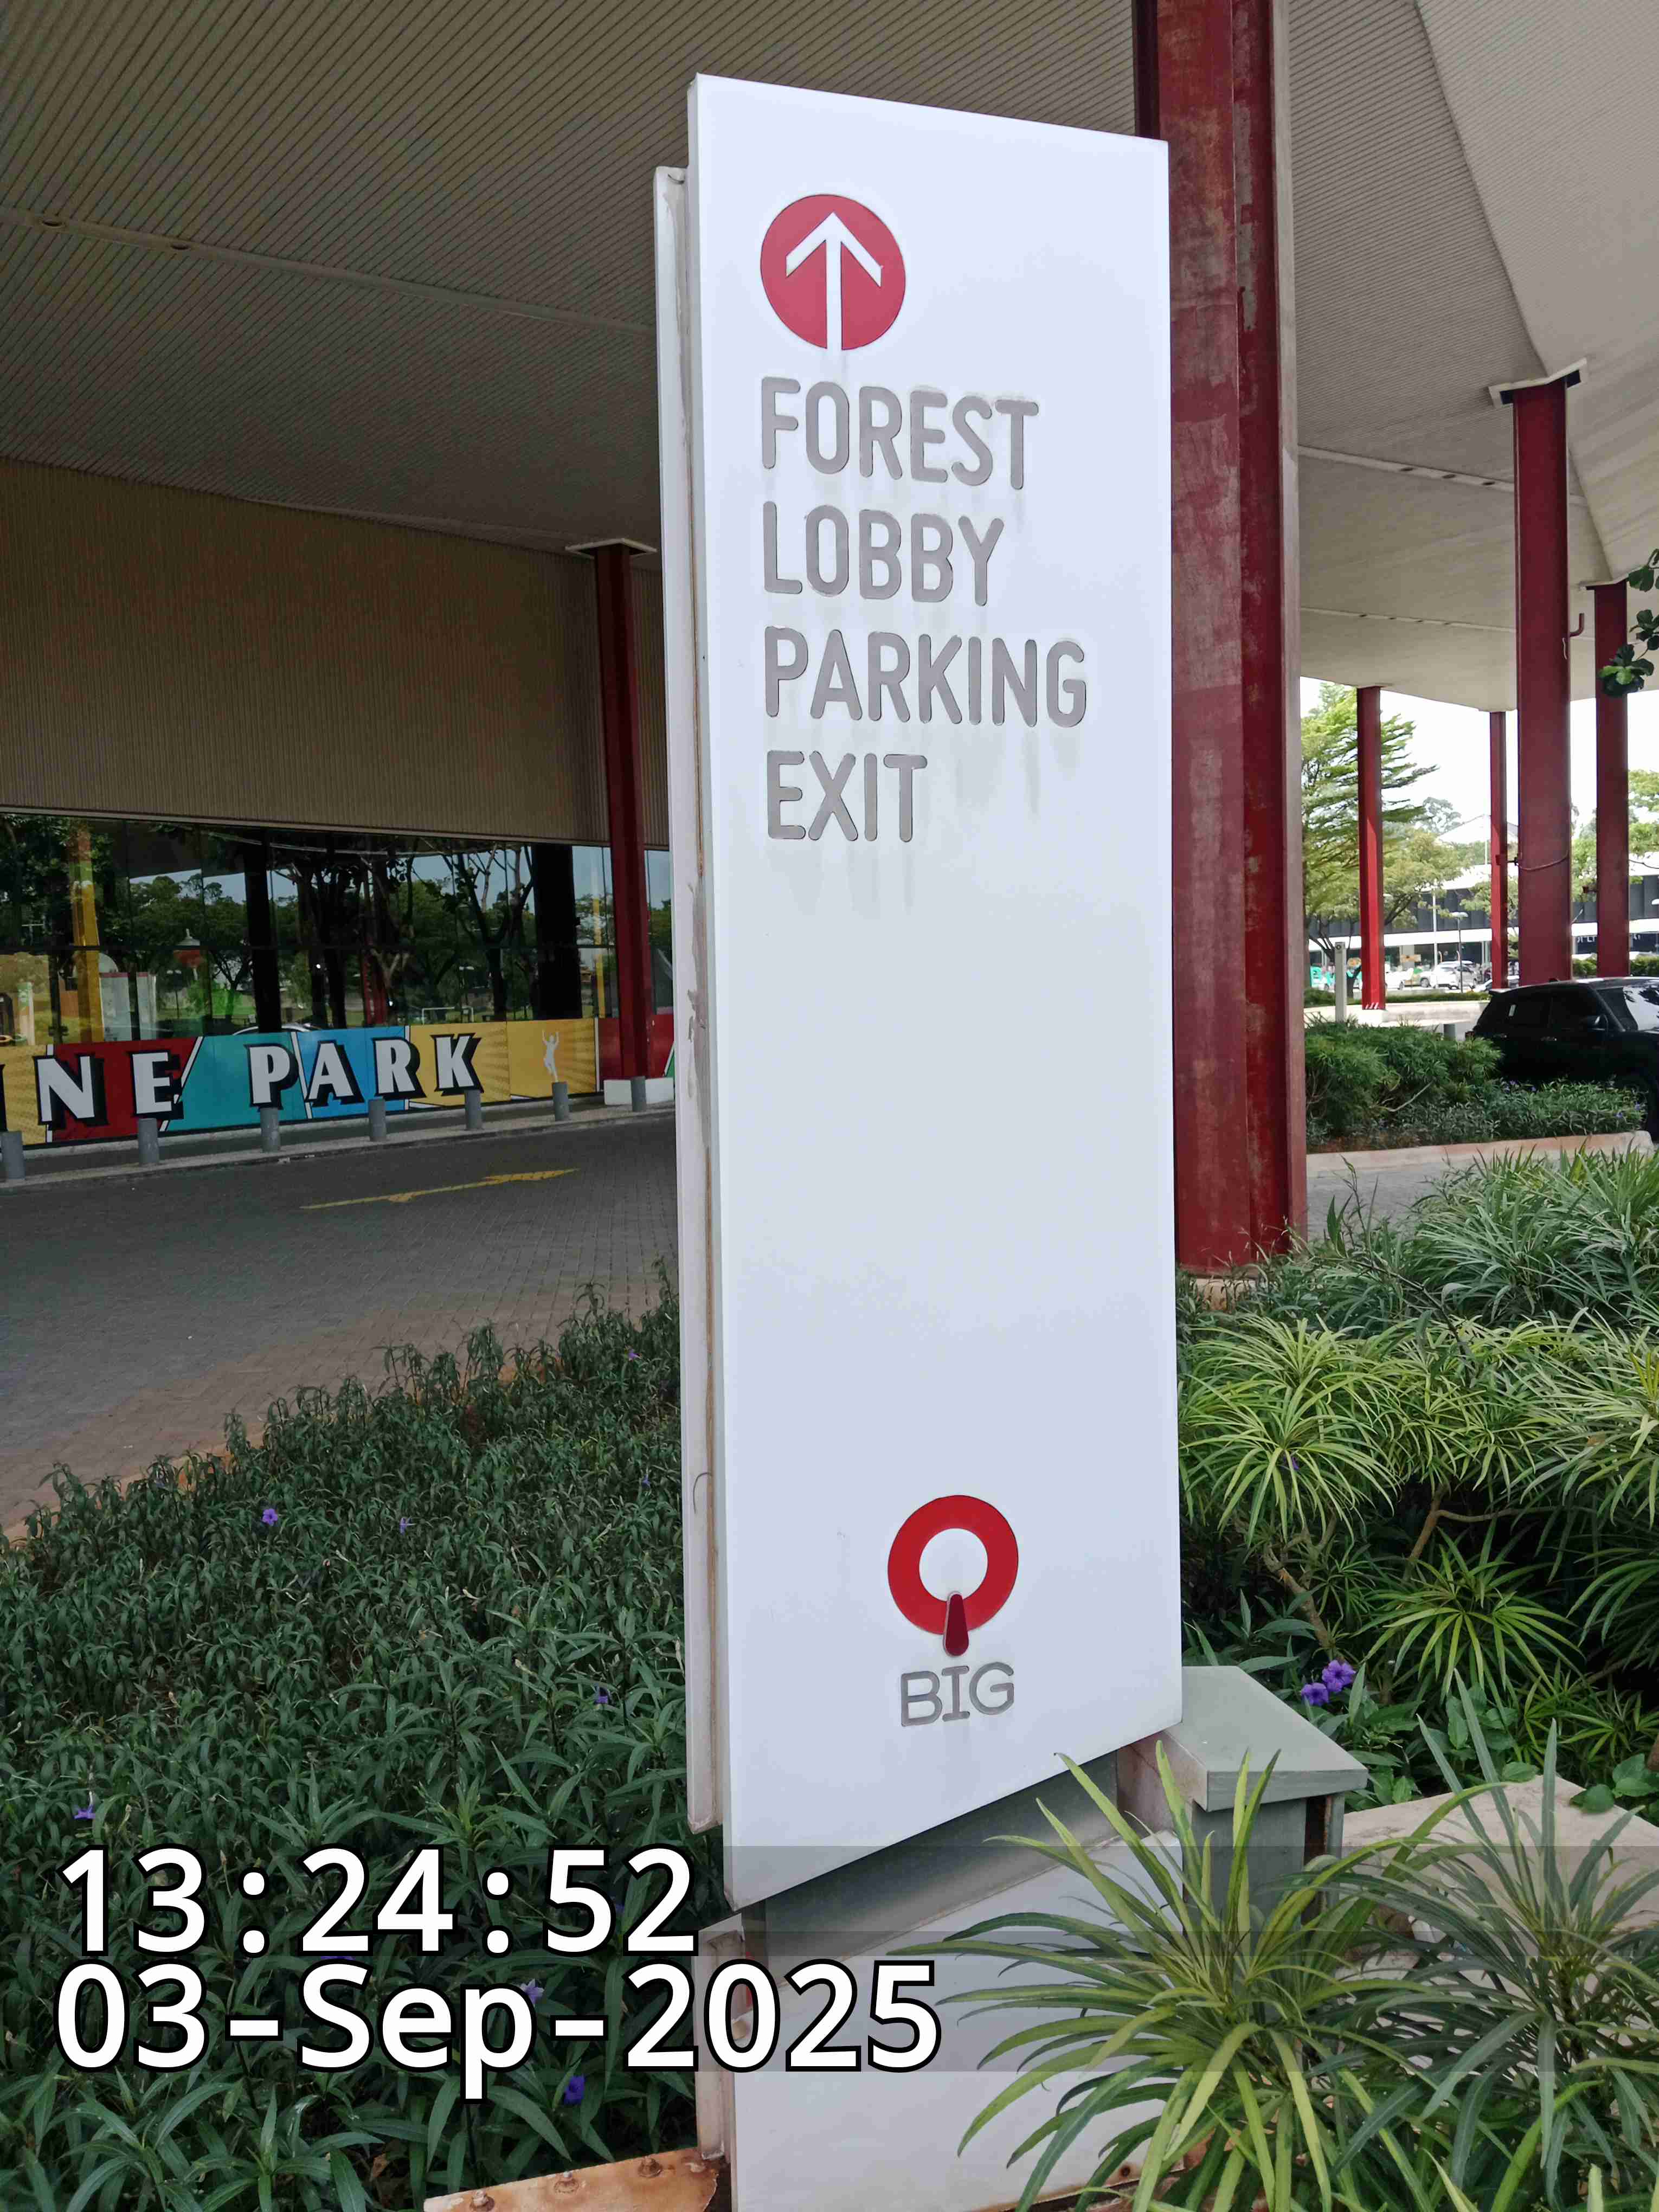 FOREST
LOBBY
PARKING
EXIT
NE PARK
BIG
13:24:52
03-Sep-2025